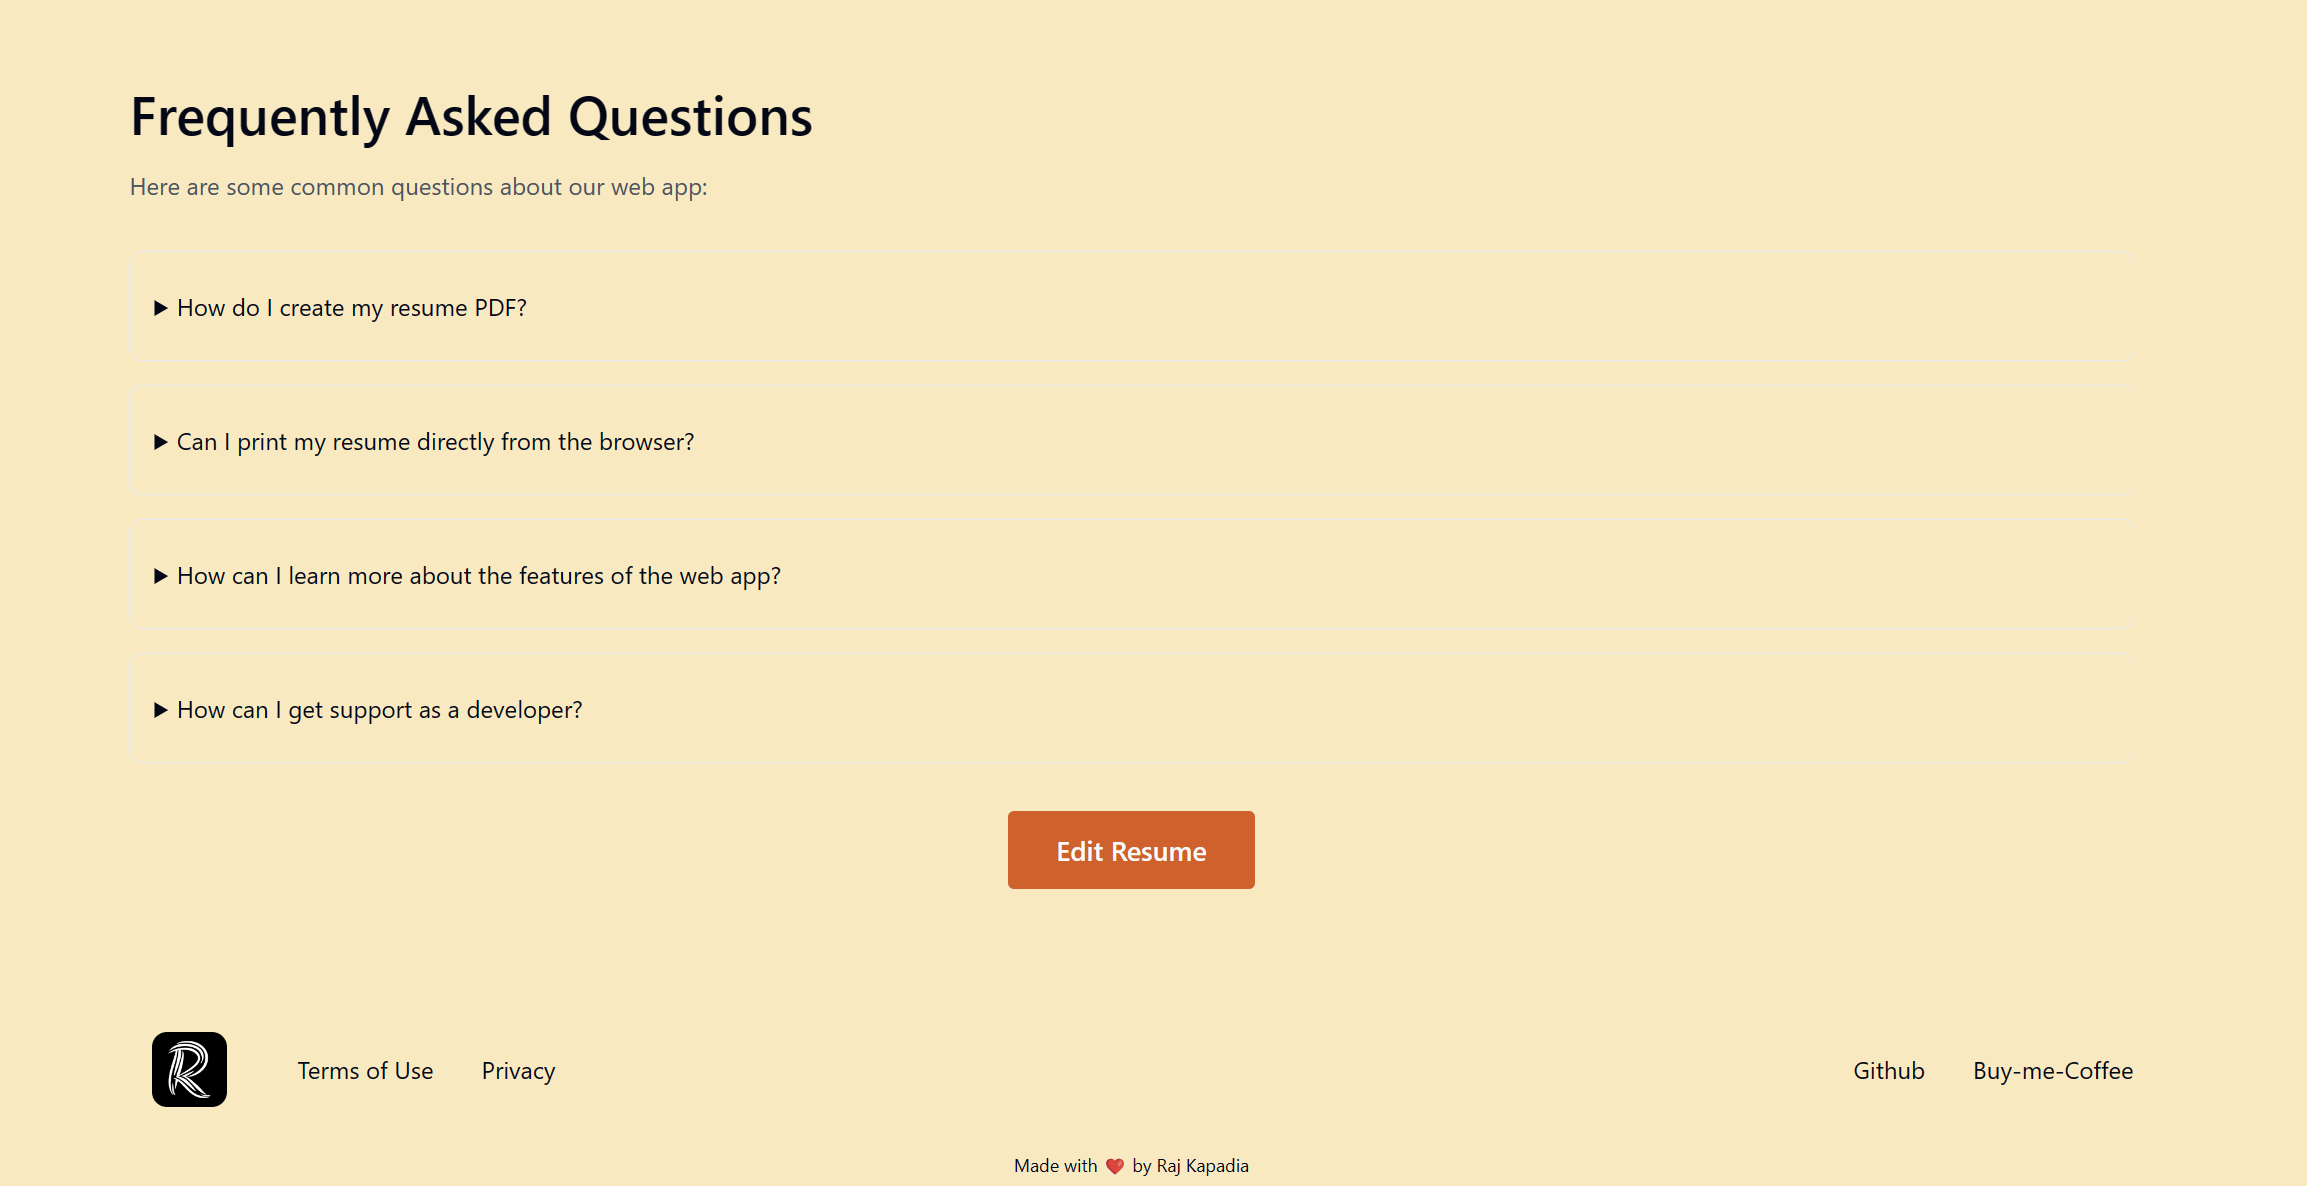 Frequently Asked Questions
Here are some common questions about our web app:
How do I create my resume PDF?
Can I print my resume directly from the browser?
How can I learn more about the features of the web app?
How can I get support as a developer?
Edit Resume
R
Terms of Use
Privacy
Github
Buy-me-Coffee
Made with ❤️ by Raj Kapadia